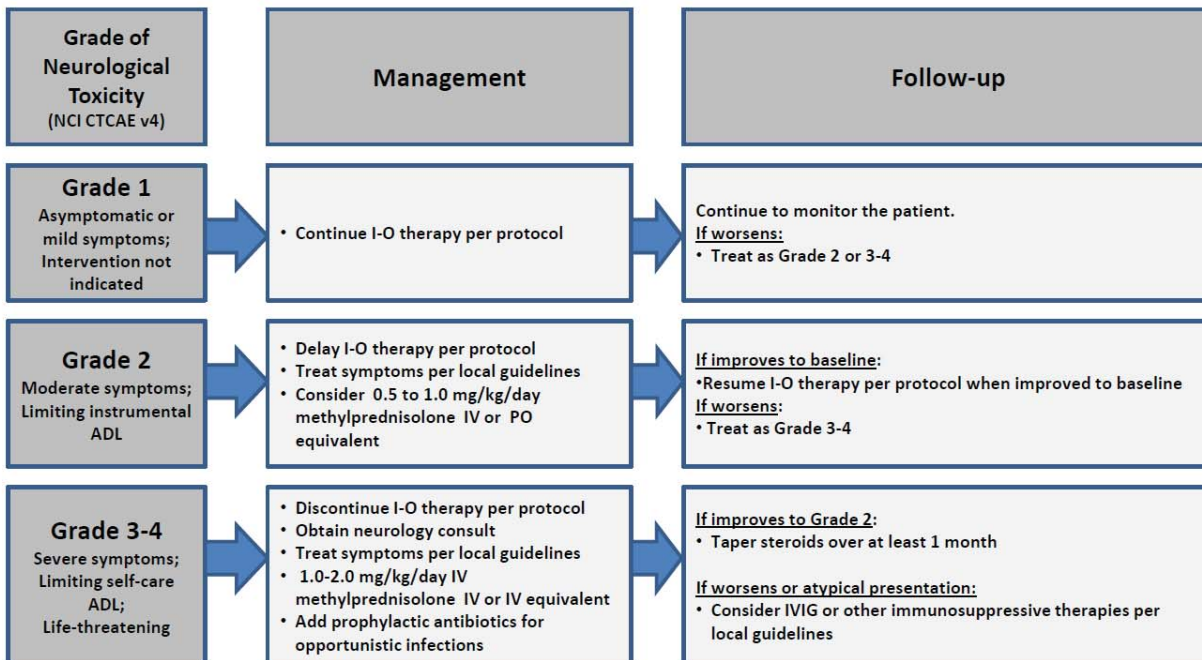 Grade of
Neurological
Toxicity
(NCI CTCAE v4)
Management
Follow-up
Grade 1
Asymptomatic or
mild symptoms;
Intervention not
indicated
• Continue I-O therapy per protocol
Continue to monitor the patient.
If worsens:
• Treat as Grade 2 or 3-4
Grade 2
Moderate symptoms;
Limiting instrumental
ADL
• Delay I-O therapy per protocol
• Treat symptoms per local guidelines
• Consider 0.5 to 1.0 mg/kg/day
methylprednisolone IV or PO
equivalent
If improves to baseline:
•Resume I-O therapy per protocol when improved to baseline
If worsens:
• Treat as Grade 3-4
Grade 3-4
Severe symptoms;
Limiting self-care
ADL;
Life-threatening
• Discontinue I-O therapy per protocol
• Obtain neurology consult
• Treat symptoms per local guidelines
• 1.0-2.0 mg/kg/day IV
methylprednisolone IV or IV equivalent
• Add prophylactic antibiotics for
opportunistic infections
If improves to Grade 2:
• Taper steroids over at least 1 month
If worsens or atypical presentation:
• Consider IVIG or other immunosuppressive therapies per
local guidelines